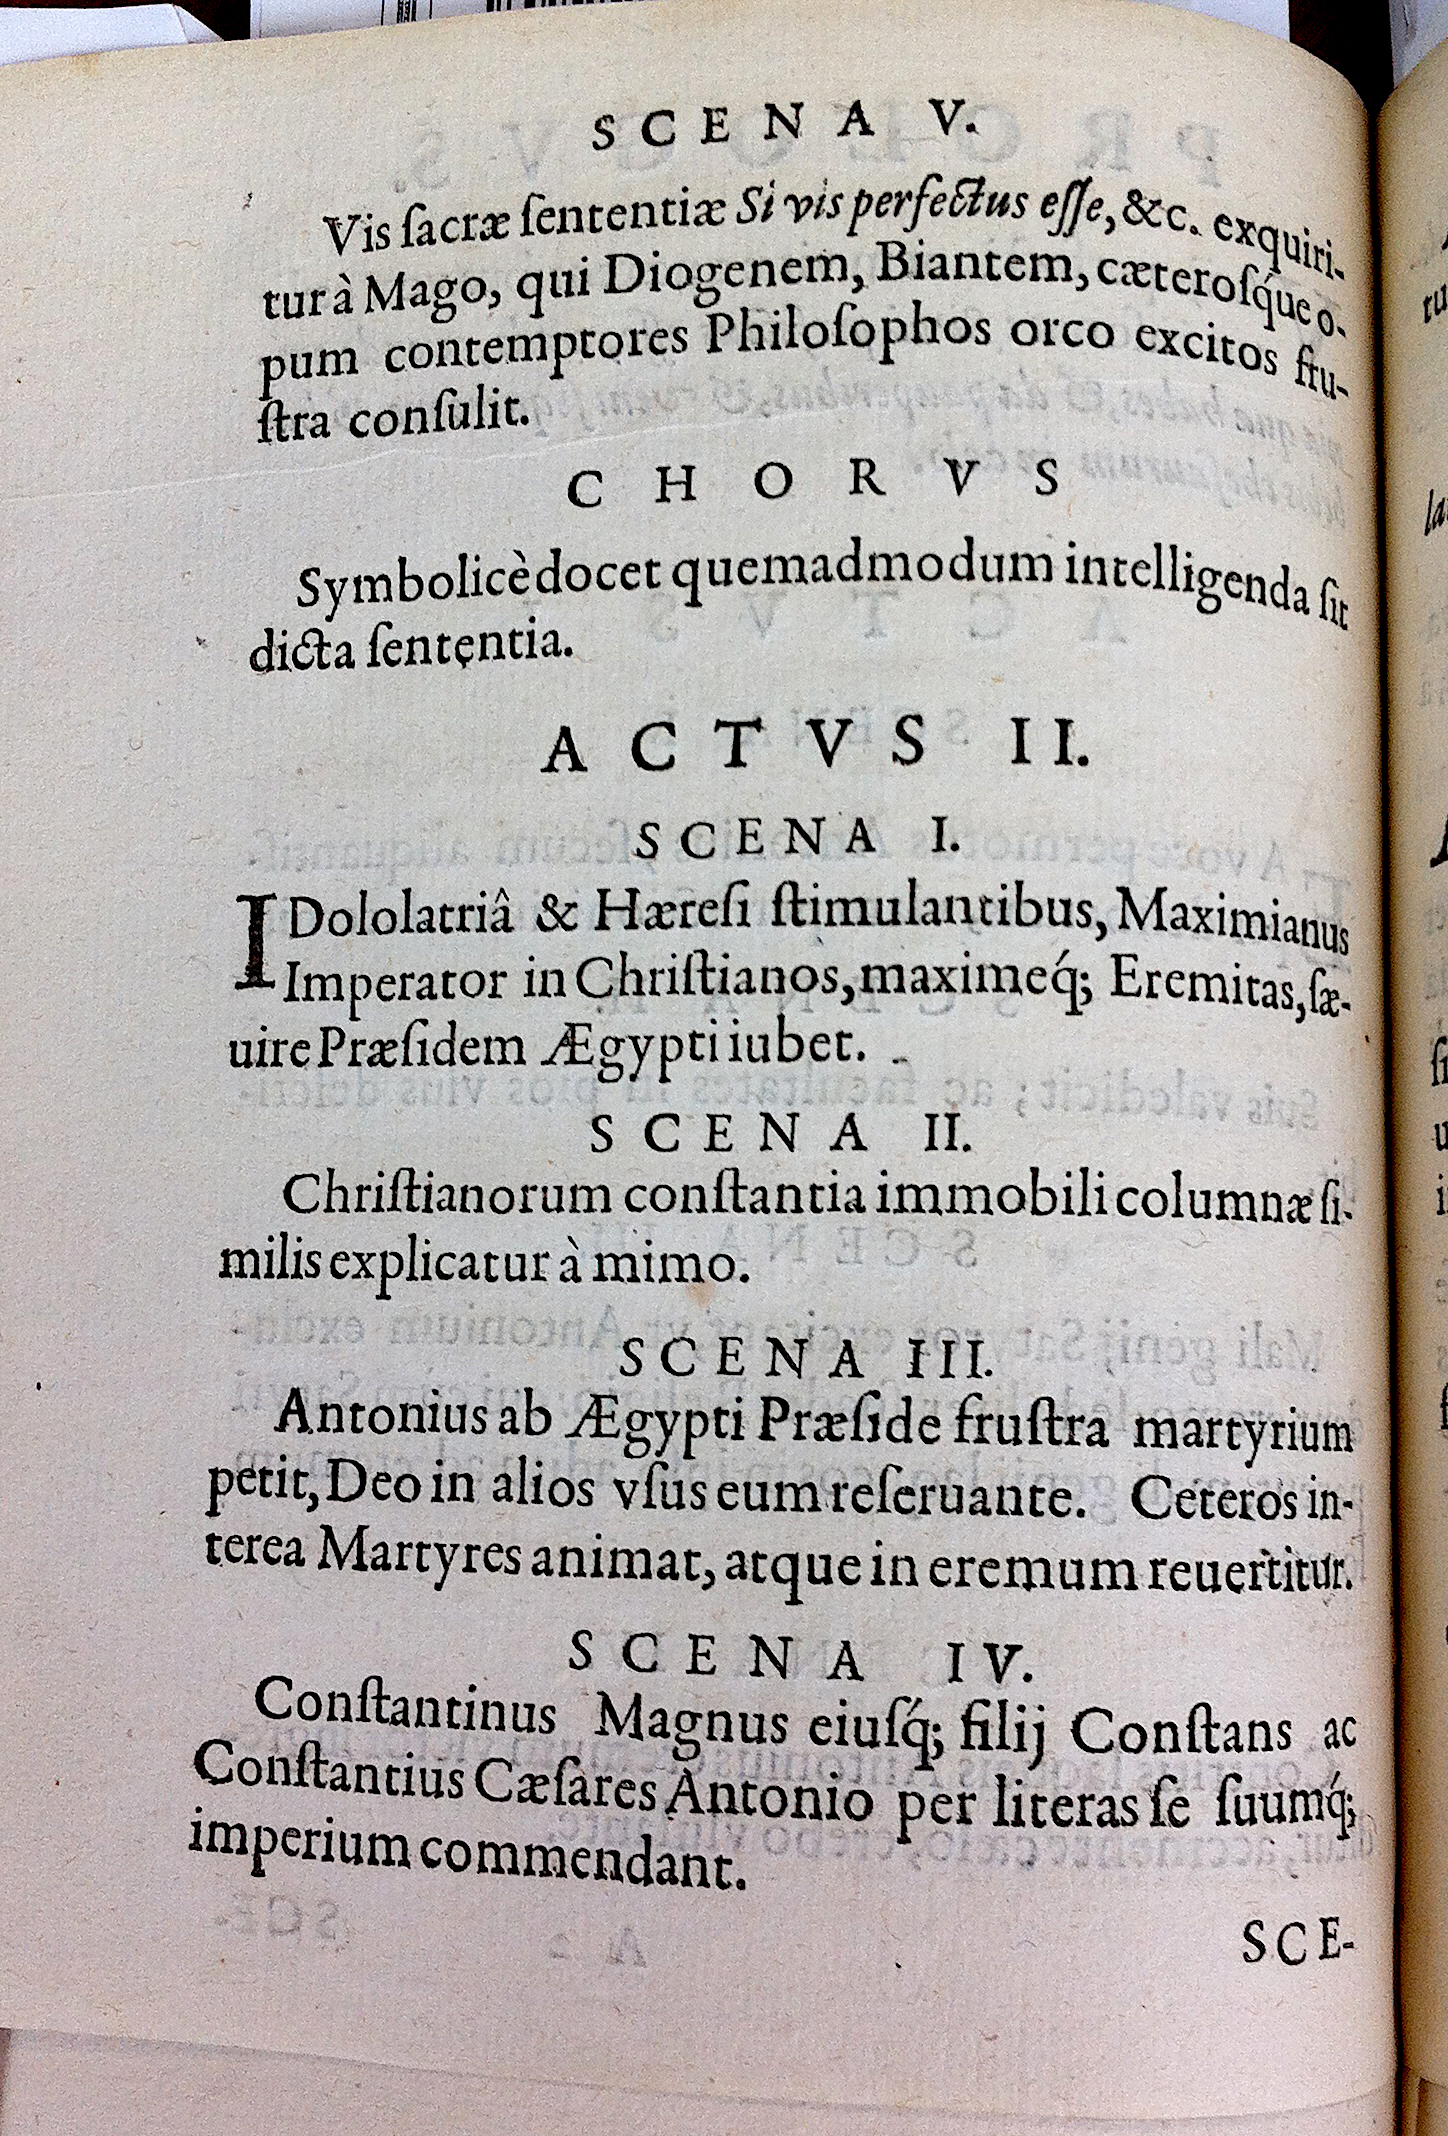 SCENA V.
Vis ſacræ ſententiæ Si vis perfectus eſſe, &c. exquiri-
tur à Mago, qui Diogenem, Biantem, cæteroſq́ue o-
pum contemptores Philoſophos orco excitos fru-
ſtra conſulit.
CHORVS
Symbolicè docet quemadmodum intelligenda ſit
dicta ſententia.
ACTVS II.
SCENA I.
IDololatriâ & Hæreſi ſtimulantibus, Maximianus
Imperator in Chriſtianos, maximeq́; Eremitas, ſæ-
uire Præſidem Ægypti iubet.
SCENA II.
Chriſtianorum conſtantia immobili columnæ ſi-
milis explicatur à mimo.
SCENA III.
Antonius ab Ægypti Præſide fruſtra martyrium
petit, Deo in alios vſus eum reſeruante. Ceteros in-
terea Martyres animat, atque in eremum reuertitur.
SCENA IV.
Conſtantinus Magnus eiuſq́; filij Conſtans ac
Conſtantius Cæſares Antonio per literas ſe ſuumq́;
imperium commendant.
SCE-